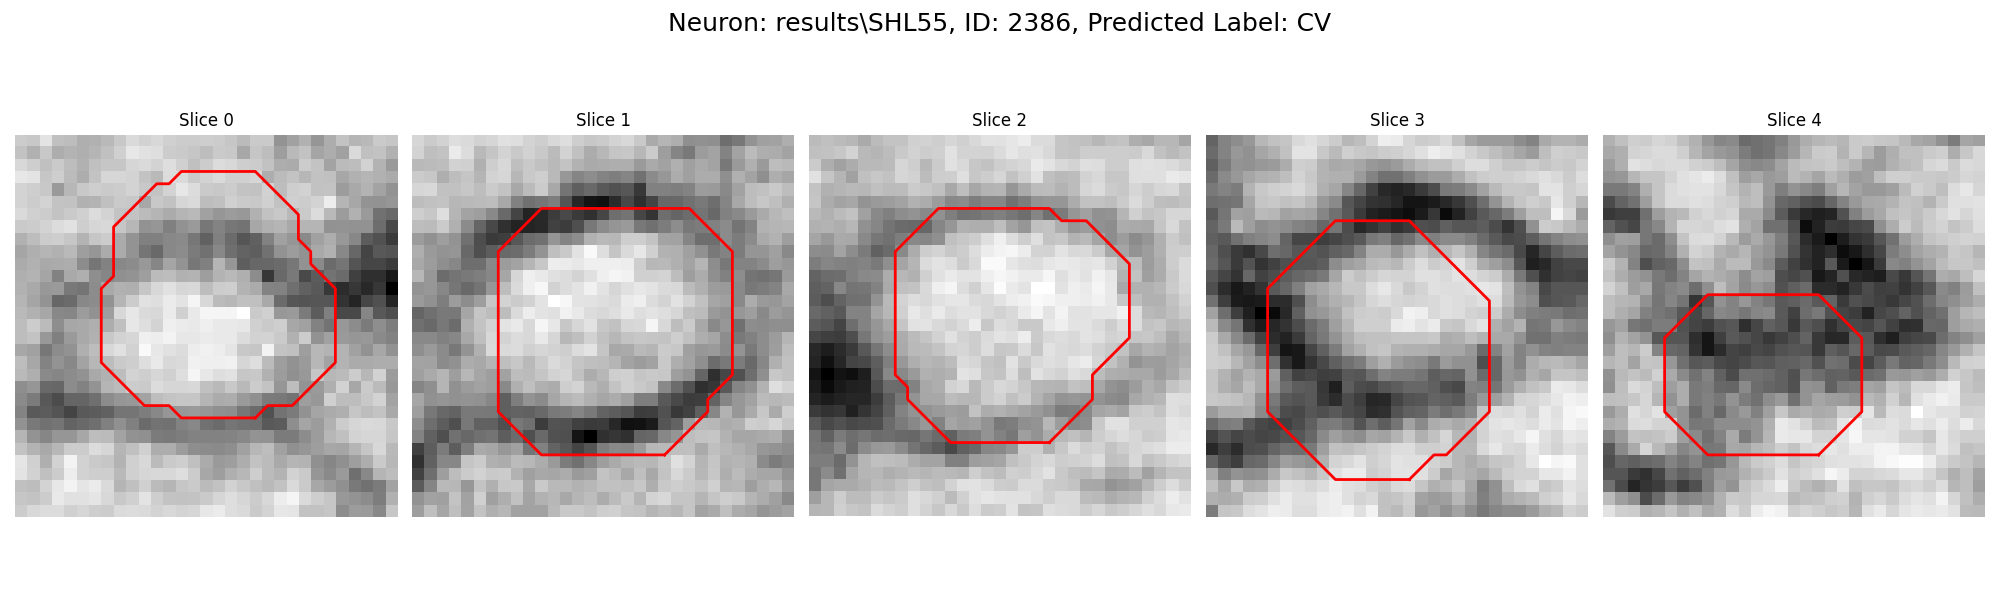 Neuron: results\SHL55, ID: 2386, Predicted Label: CV
Slice 0
Slice 1
Slice 2
Slice 3
Slice 4